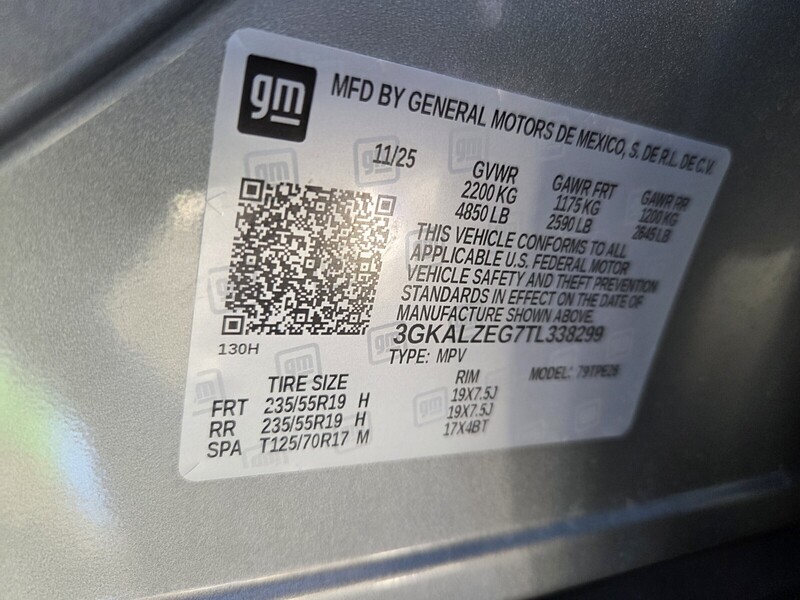 gm
MFD BY GENERAL MOTORS DE MEXICO, S. DE R.L. DE C.V.
11/25
GVWR GAWR FRT GAWR RR
2200 KG 1175 KG 1200 KG
4850 LB 2590 LB 2645 LB
THIS VEHICLE CONFORMS TO ALL
APPLICABLE U.S. FEDERAL MOTOR
VEHICLE SAFETY AND THEFT PREVENTION
STANDARDS IN EFFECT ON THE DATE OF
MANUFACTURE SHOWN ABOVE.
3GKALZEG7TL338299
130H
TYPE: MPV MODEL: 79TPE26
TIRE SIZE RIM
FRT 235/55R19 H 19X7.5J
RR 235/55R19 H 19X7.5J
SPA T125/70R17 M 17X4BT